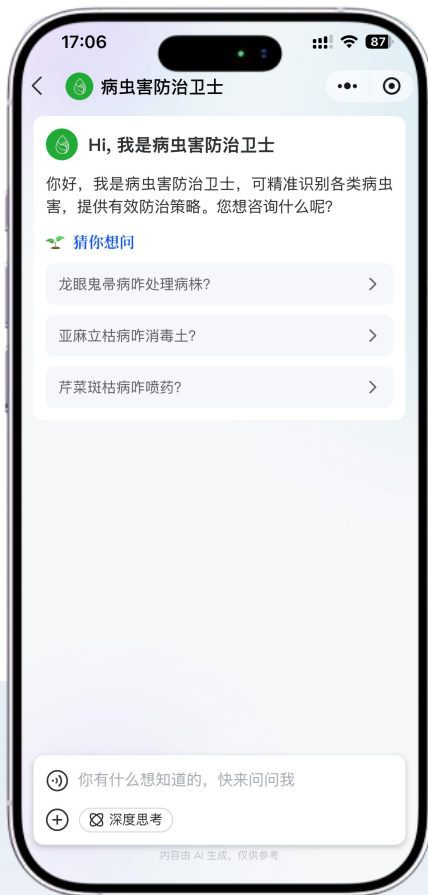 17:06
87
病虫害防治卫士
Hi, 我是病虫害防治卫士
你好，我是病虫害防治卫士，可精准识别各类病虫
害，提供有效防治策略。您想咨询什么呢?
猜你想问
龙眼鬼帚病咋处理病株?
亚麻立枯病咋消毒土?
芹菜斑枯病咋喷药?
你有什么想知道的，快来问问我
深度思考
内容由 AI 生成，仅供参考